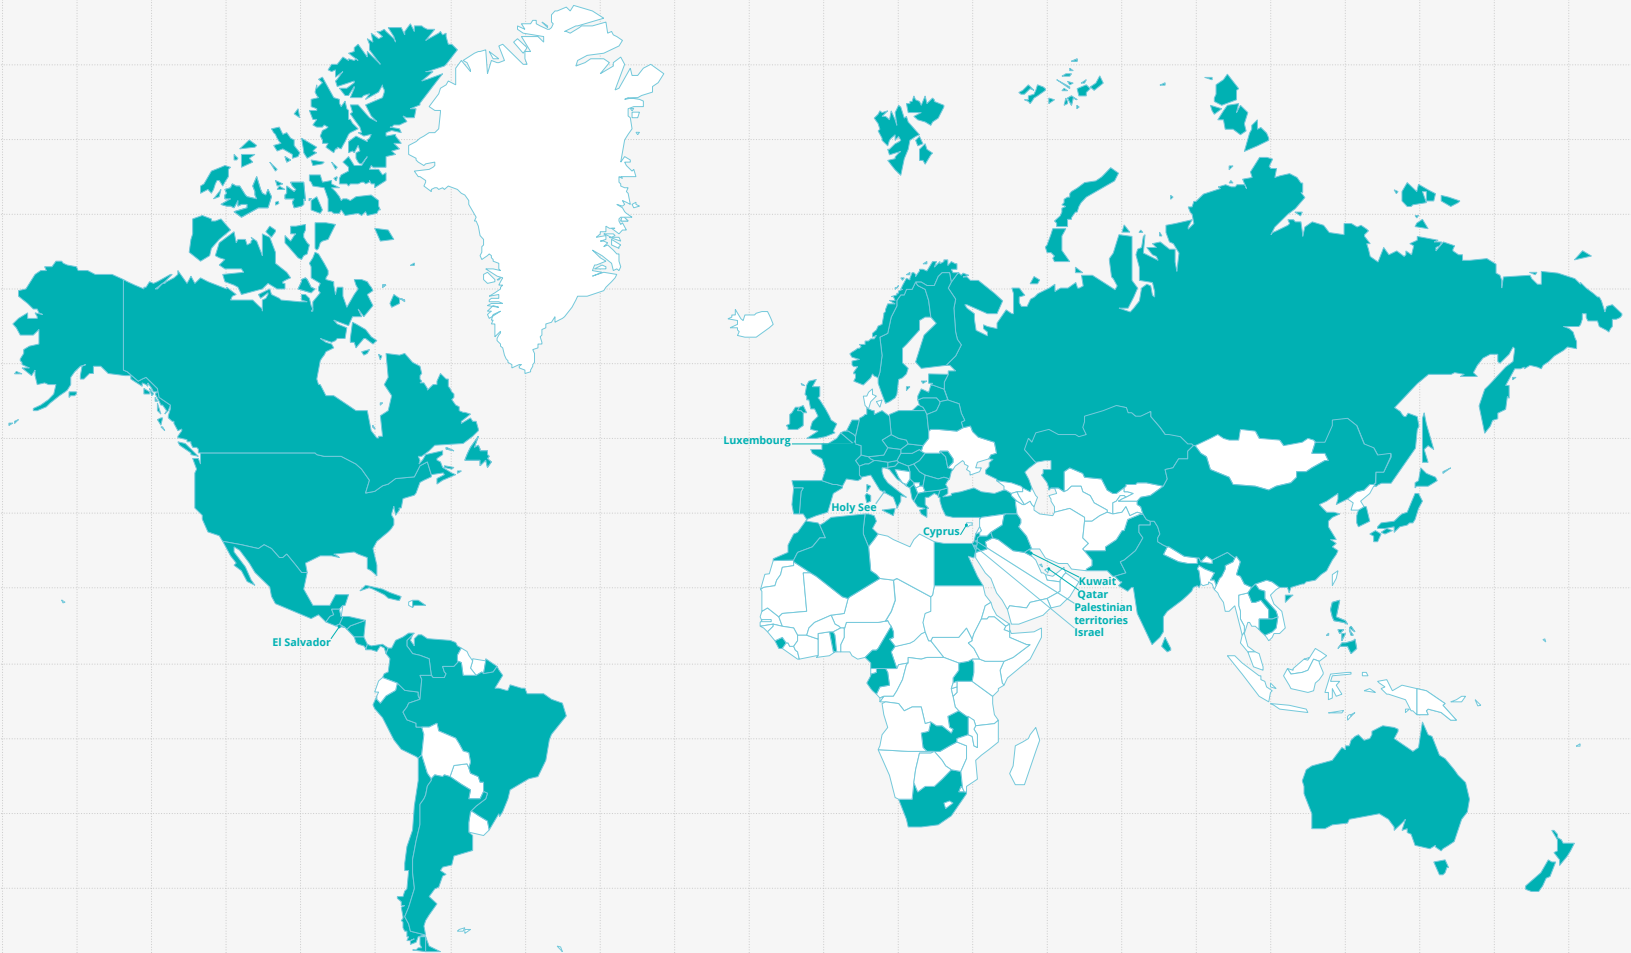 Luxembourg
Holy See
Cyprus
Kuwait
Qatar
Palestinian
territories
Israel
El Salvador